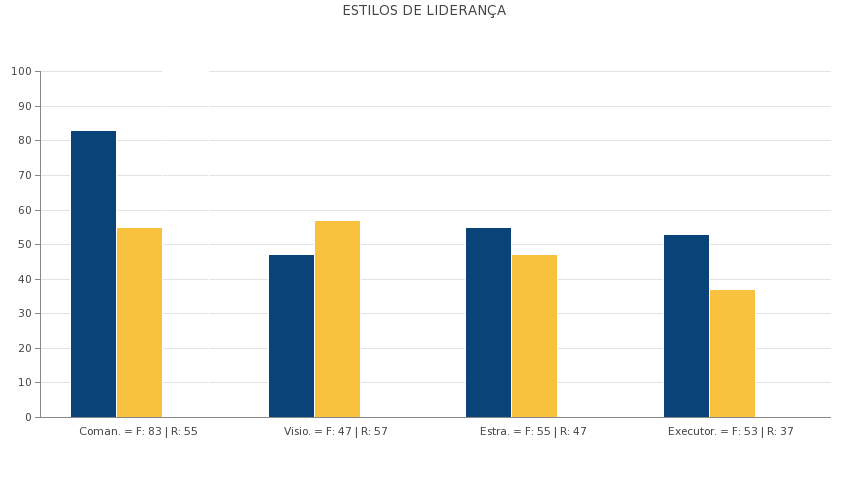 ESTILOS DE LIDERANÇA
100
90
80
70
60
50
40
30
20
10
0
Coman. = F: 83 | R: 55
Visio. = F: 47 | R: 57
Estra. = F: 55 | R: 47
Executor. = F: 53 | R: 37